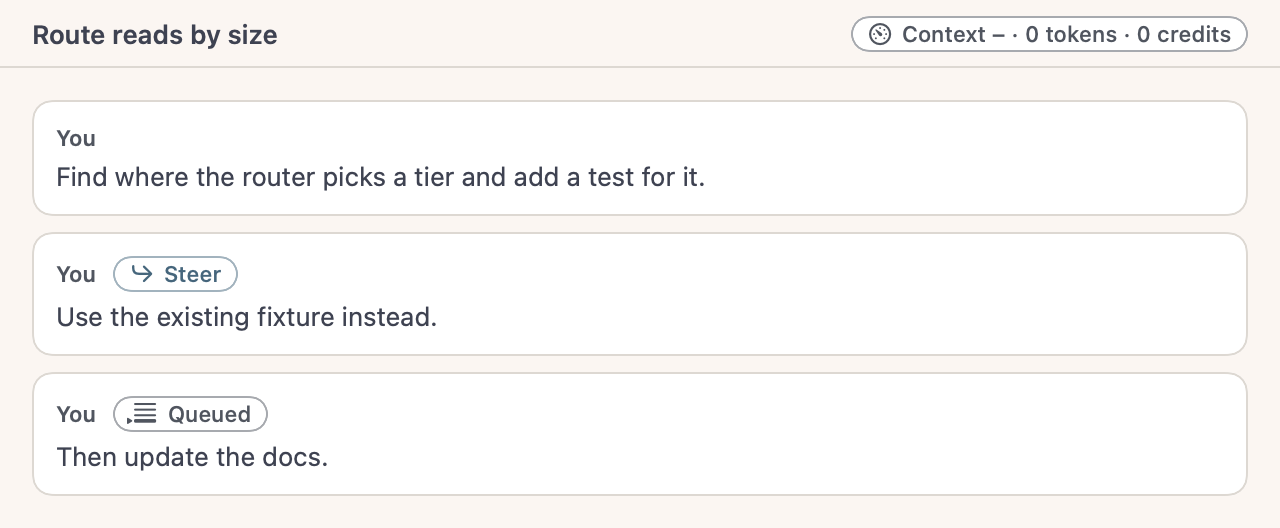 Route reads by size
Context – · 0 tokens · 0 credits
You
Find where the router picks a tier and add a test for it.
You Steer
Use the existing fixture instead.
You Queued
Then update the docs.